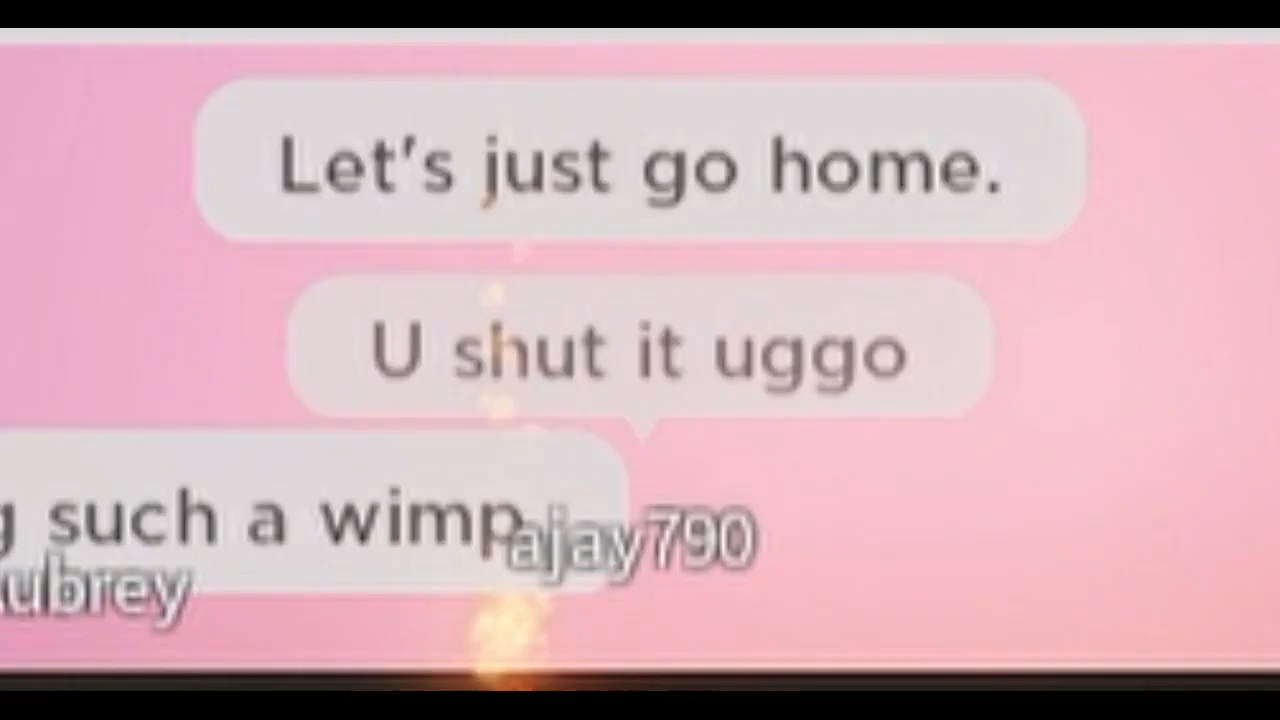 Let's just go home.
U shut it uggo
g such a wimp
ajay790
ubrey